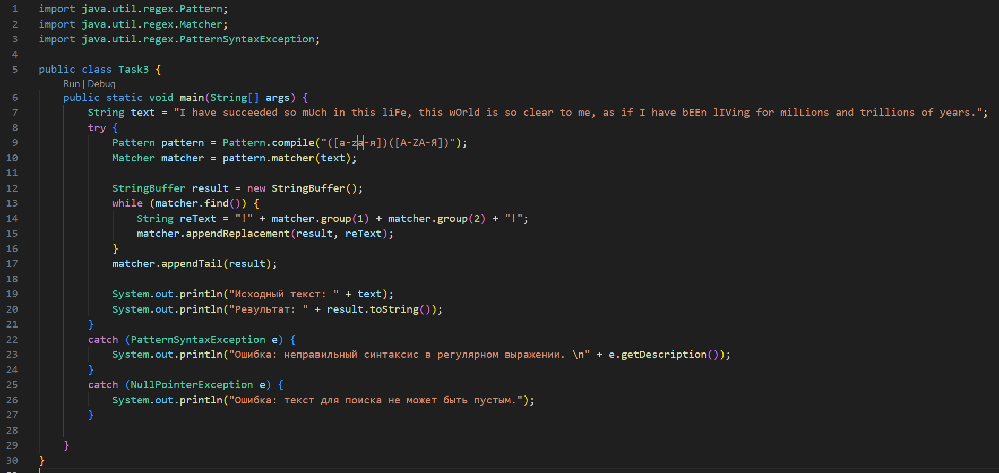 1 import java.util.regex.Pattern;
2 import java.util.regex.Matcher;
3 import java.util.regex.PatternSyntaxException;
4
5 public class Task3 {
Run | Debug
6 public static void main(String[] args) {
7 String text = "I have succeeded so mUch in this liFe, this wOrld is so clear to me, as if I have bEEn lIVing for milLions and trillions of years.";
8 try {
9 Pattern pattern = Pattern.compile("([a-zа-я])([A-ZА-Я])");
10 Matcher matcher = pattern.matcher(text);
11
12 StringBuffer result = new StringBuffer();
13 while (matcher.find()) {
14 String reText = "!" + matcher.group(1) + matcher.group(2) + "!";
15 matcher.appendReplacement(result, reText);
16 }
17 matcher.appendTail(result);
18
19 System.out.println("Исходный текст: " + text);
20 System.out.println("Результат: " + result.toString());
21 }
22 catch (PatternSyntaxException e) {
23 System.out.println("Ошибка: неправильный синтаксис в регулярном выражении. \n" + e.getDescription());
24 }
25 catch (NullPointerException e) {
26 System.out.println("Ошибка: текст для поиска не может быть пустым.");
27 }
28
29 }
30 }